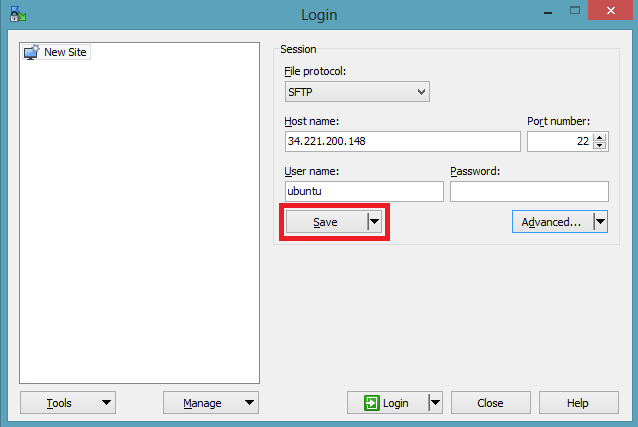 Login
New Site
Session
File protocol:
SFTP
Host name:
Port number:
34.221.200.148
22
User name:
Password:
ubuntu
Save
Advanced...
Tools
Manage
Login
Close
Help